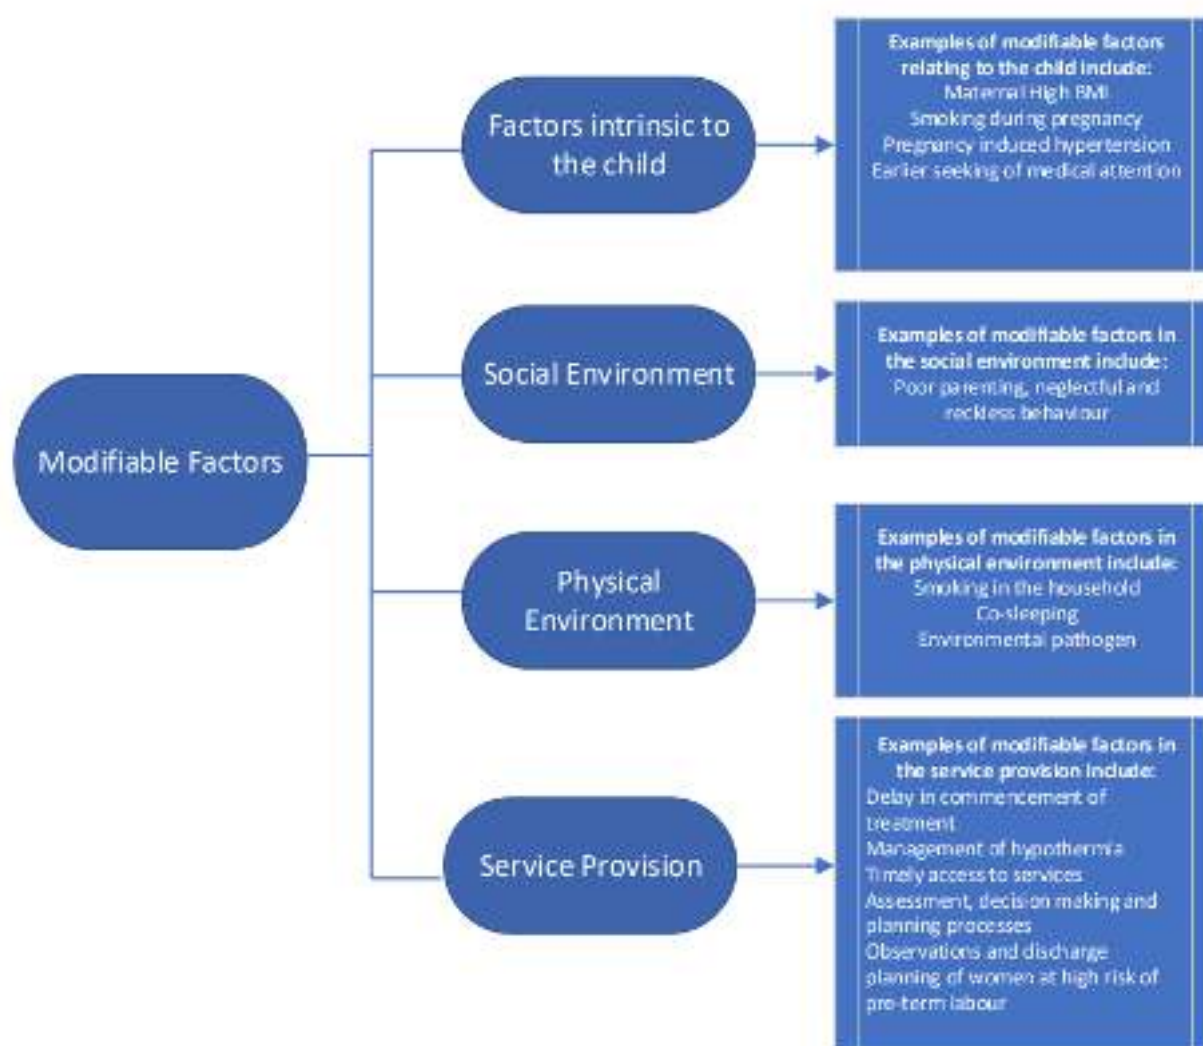 Modifiable Factors
Factors intrinsic to
the child
Examples of modifiable factors
relating to the child include:
Maternal High BMI
Smoking during pregnancy
Pregnancy induced hypertension
Earlier seeking of medical attention
Social Environment
Examples of modifiable factors in
the social environment include:
Poor parenting, neglectful and
reckless behaviour
Physical
Environment
Examples of modifiable factors in
the physical environment include:
Smoking in the household
Co-sleeping
Environmental pathogen
Service Provision
Examples of modifiable factors in
the service provision include:
Delay in commencement of
treatment
Management of hypothermia
Timely access to services
Assessment, decision making and
planning processes
Observations and discharge
planning of women at high risk of
pre-term labour